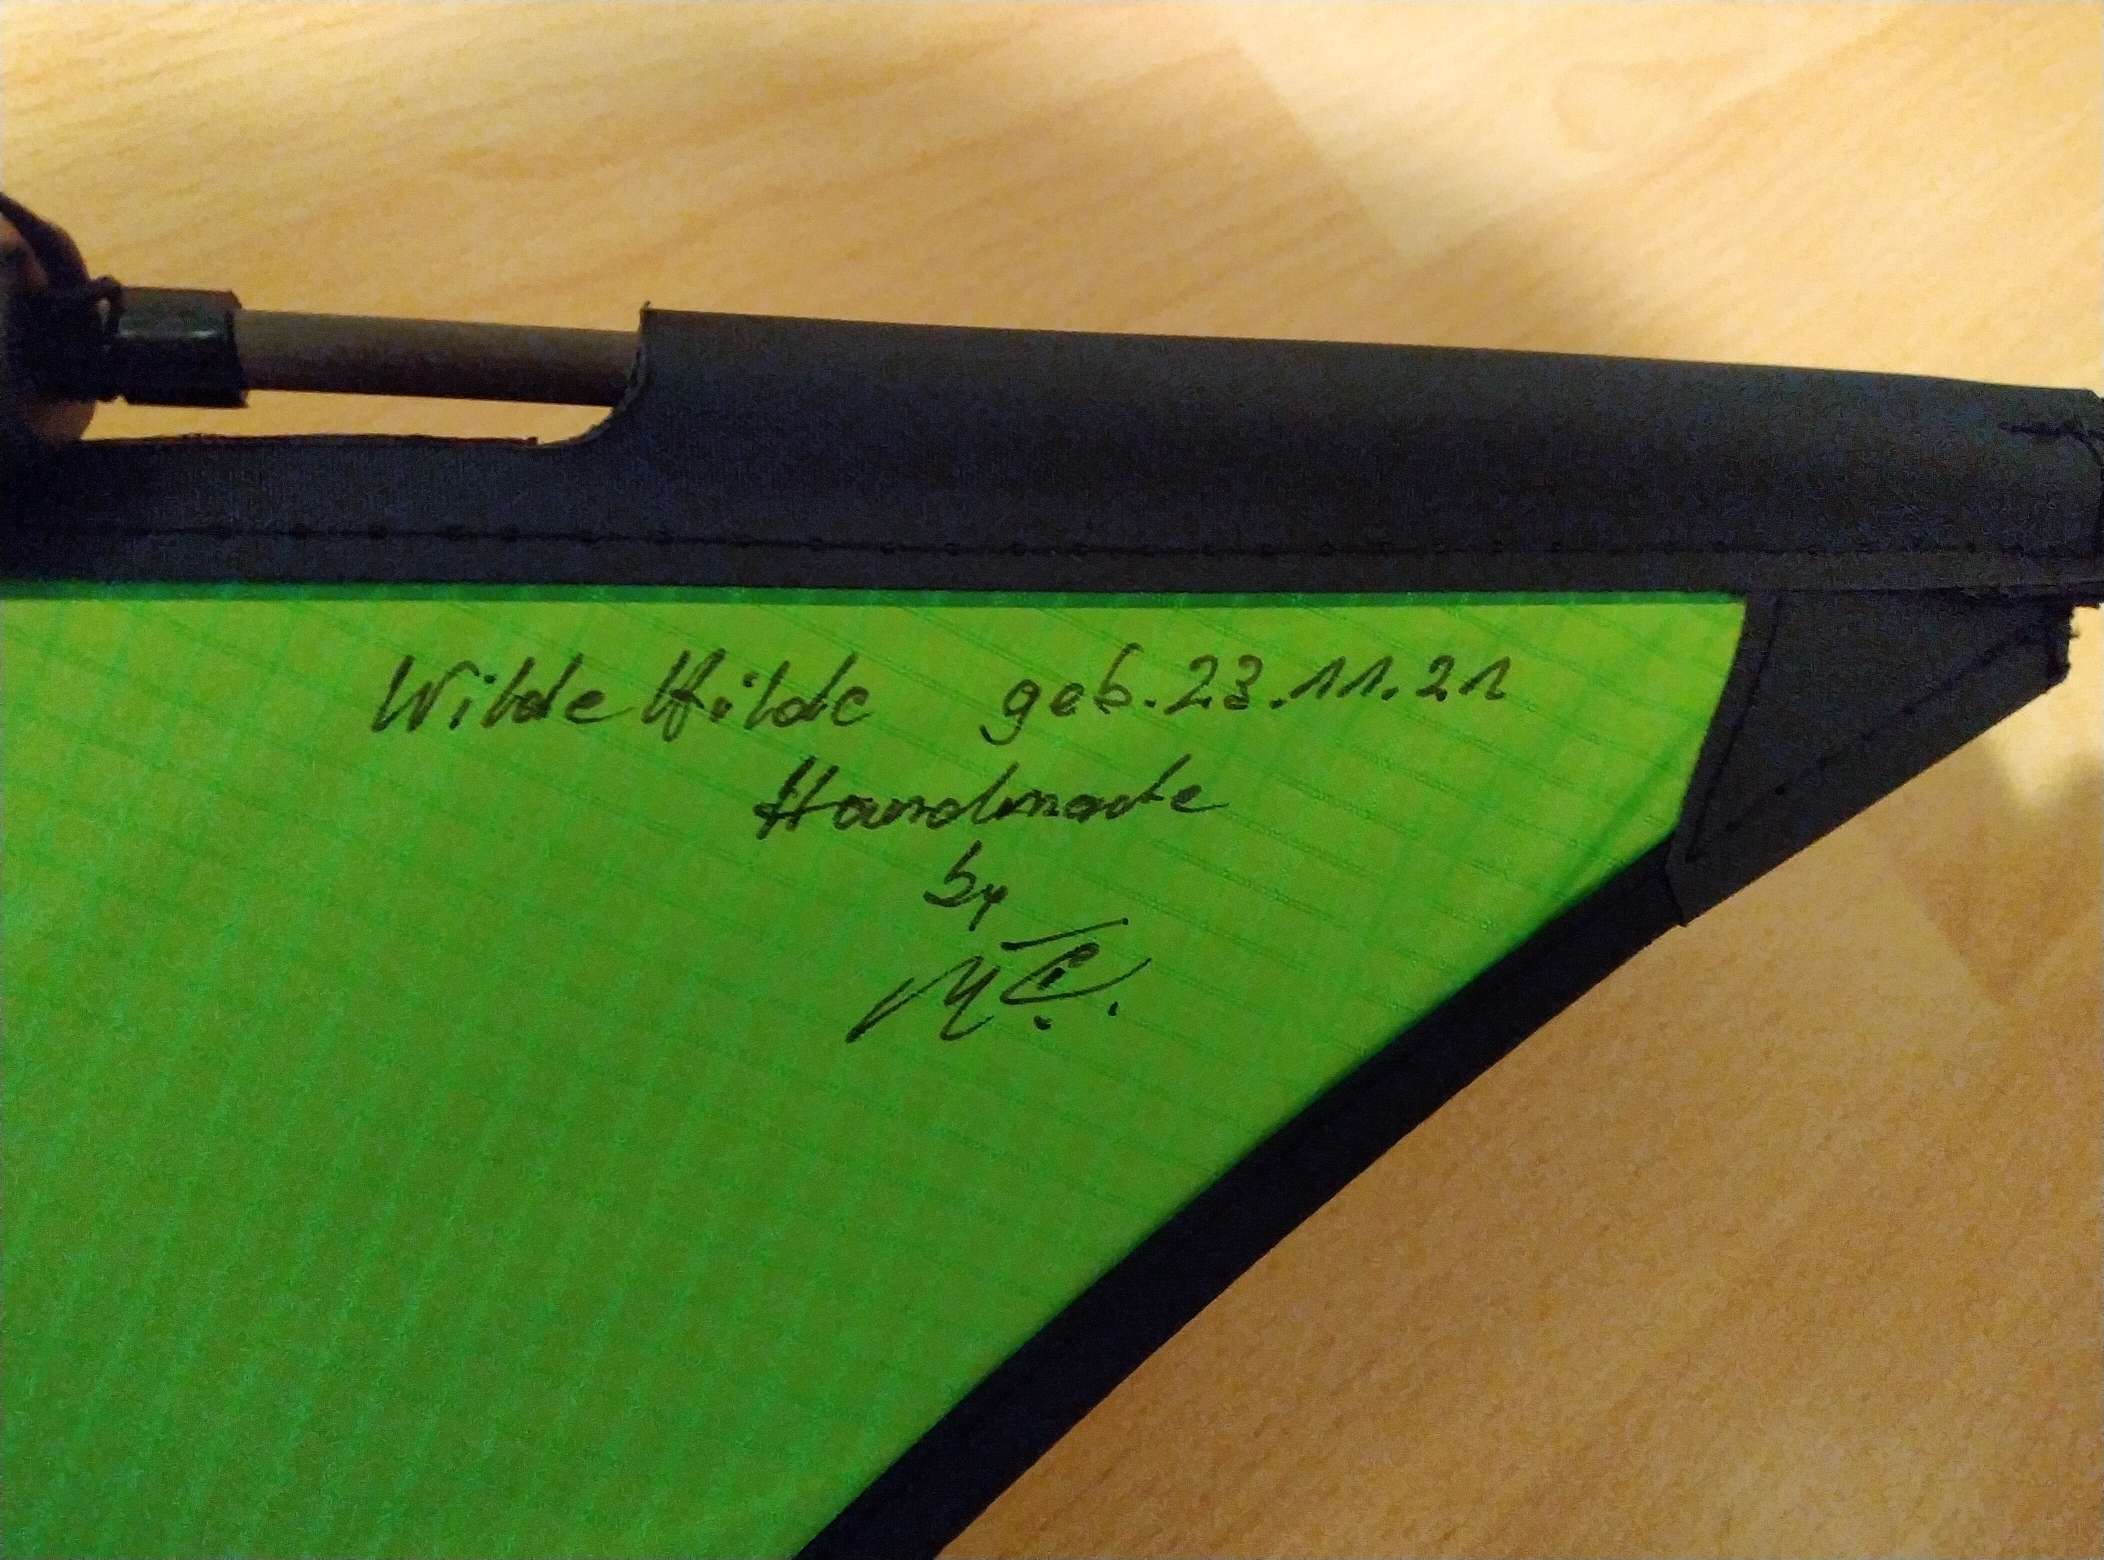 Wilde Hilde geb. 23.11.21
Handmade
by